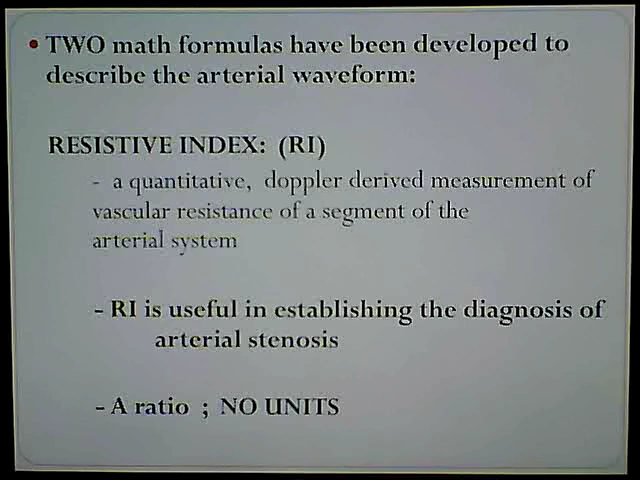 • TWO math formulas have been developed to
describe the arterial waveform:
RESISTIVE INDEX: (RI)
- a quantitative, doppler derived measurement of
vascular resistance of a segment of the
arterial system
- RI is useful in establishing the diagnosis of
arterial stenosis
- A ratio ; NO UNITS